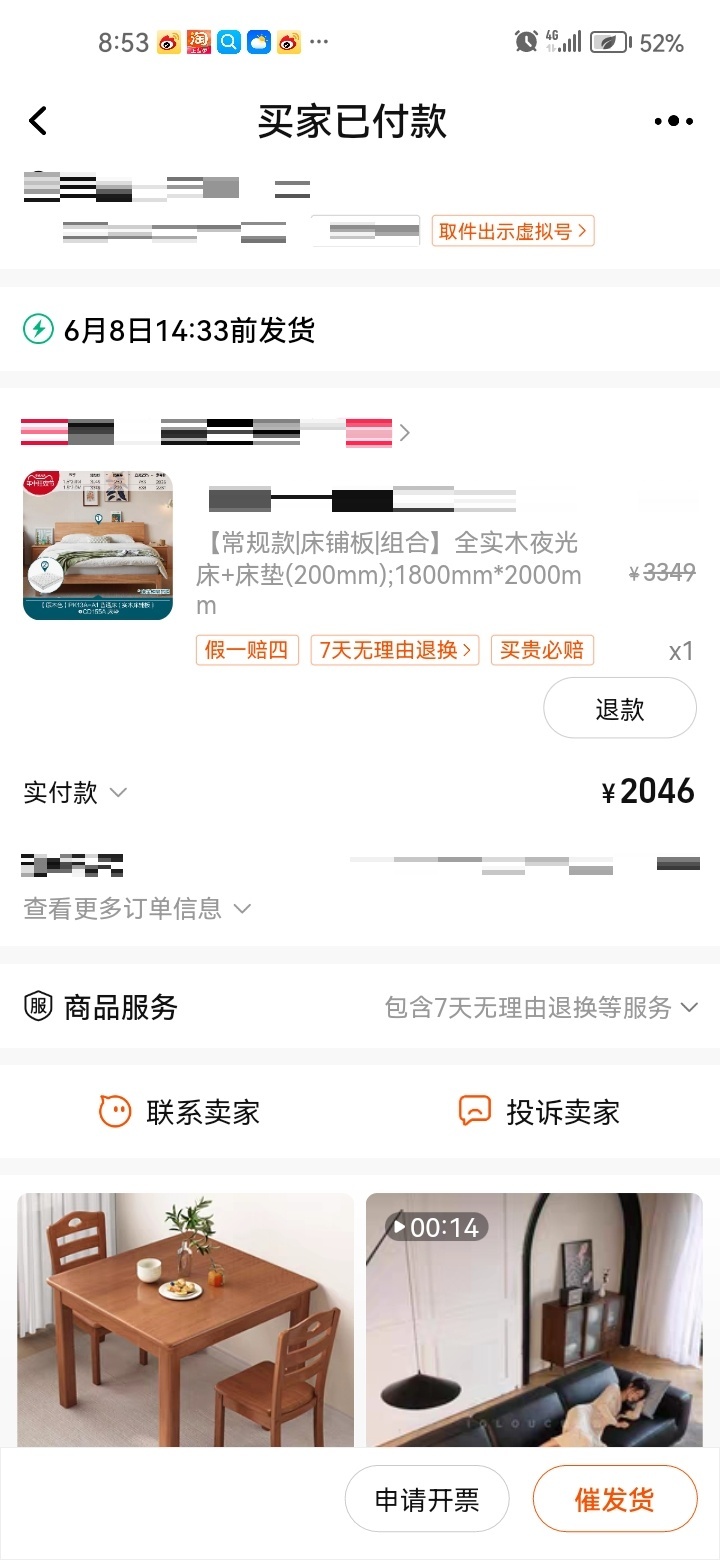 8:53
4G
52%
买家已付款
取件出示虚拟号
6月8日14:33前发货
【常规款|床铺板|组合】全实木夜光
床+床垫(200mm);1800mm*2000m
m
¥3349
假一赔四 7天无理由退换 买贵必赔
x1
退款
实付款
¥2046
查看更多订单信息
服 商品服务
包含7天无理由退换等服务
联系卖家
投诉卖家
00:14
申请开票
催发货